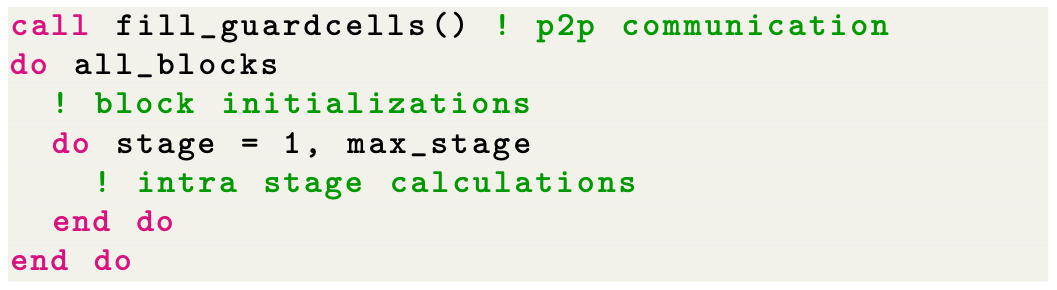 call fill_guardcells() ! p2p communication
do all_blocks
  ! block initializations
  do stage = 1, max_stage
    ! intra stage calculations
  end do
end do